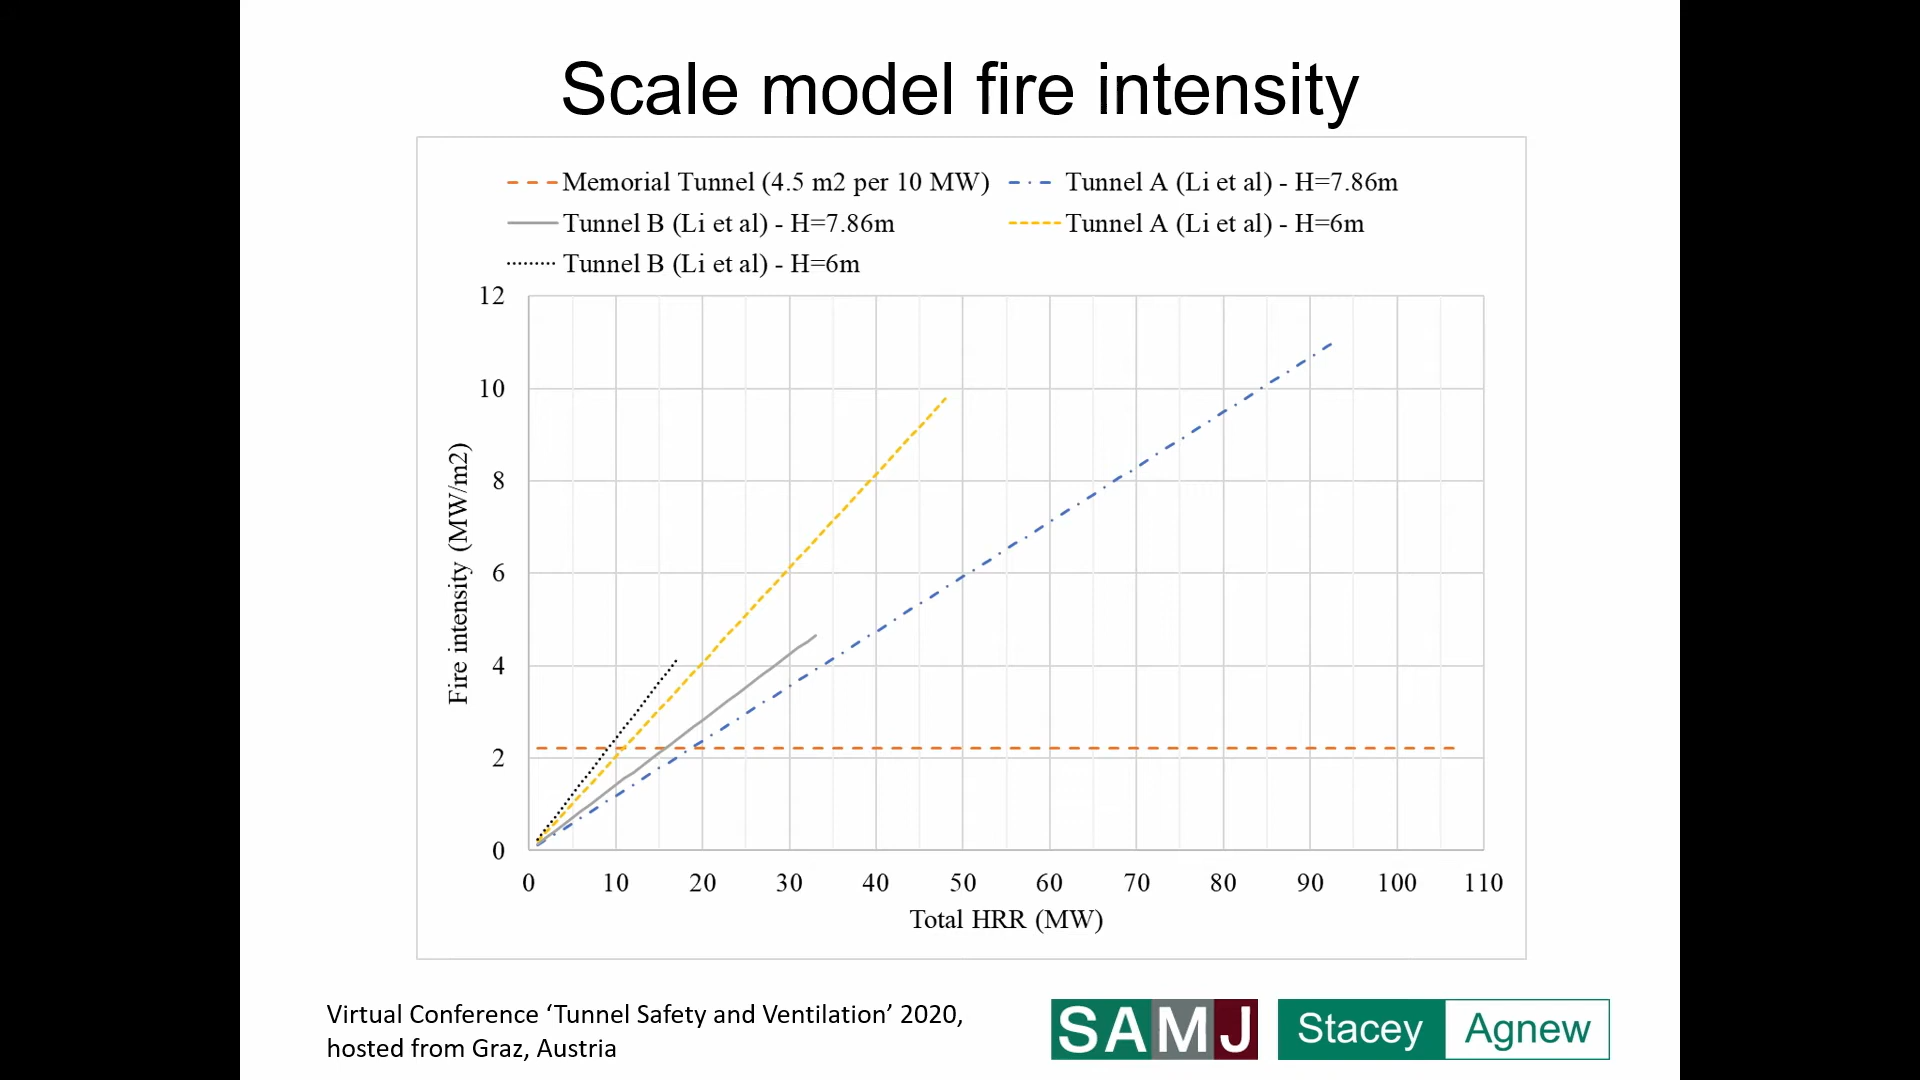 Scale model fire intensity
Memorial Tunnel (4.5 m2 per 10 MW)
Tunnel A (Li et al) - H=7.86m
Tunnel B (Li et al) - H=7.86m
Tunnel A (Li et al) - H=6m
Tunnel B (Li et al) - H=6m
12
10
8
6
4
2
0
Fire intensity (MW/m2)
0 10 20 30 40 50 60 70 80 90 100 110
Total HRR (MW)
Virtual Conference ‘Tunnel Safety and Ventilation’ 2020,
hosted from Graz, Austria
SAMJ
Stacey Agnew